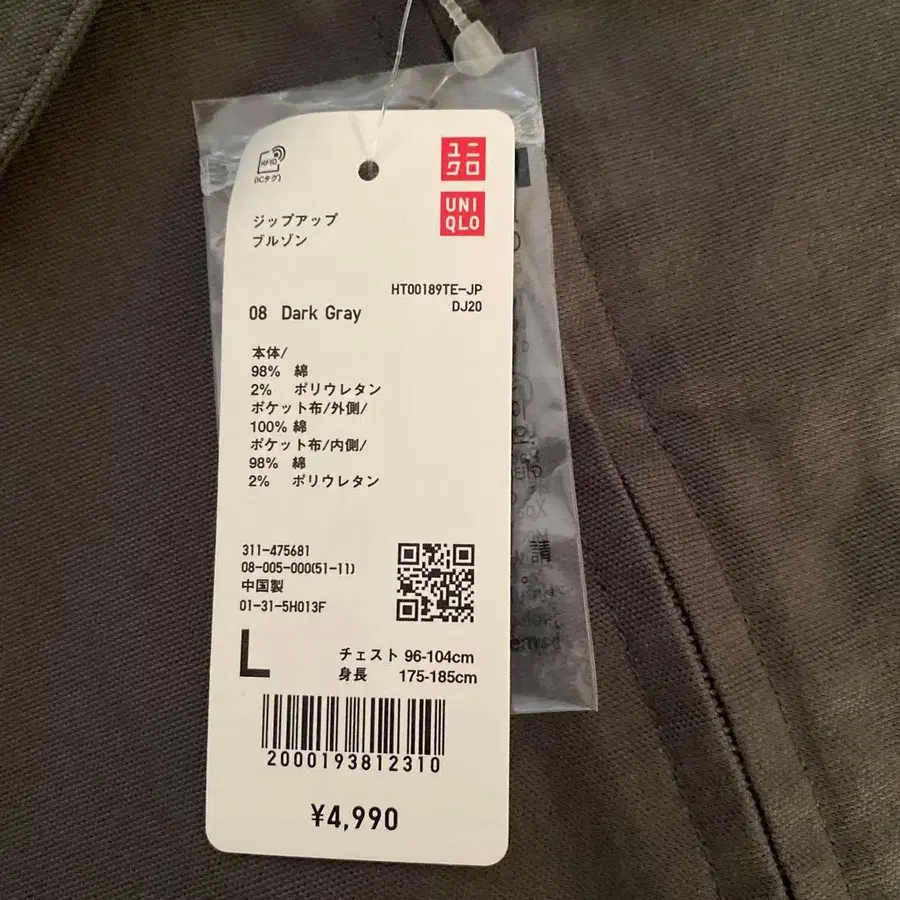 RFID
(ICタグ)
ユニ
クロ
UNI
QLO
ジップアップ
ブルゾン
HT00189TE-JP
DJ20
08 Dark Gray
本体/
98% 綿
2% ポリウレタン
ポケット布/外側/
100% 綿
ポケット布/内側/
98% 綿
2% ポリウレタン
311-475681
08-005-000(51-11)
中国製
01-31-5H013F
L
チェスト 96-104cm
身長 175-185cm
2000193812310
¥4,990
請